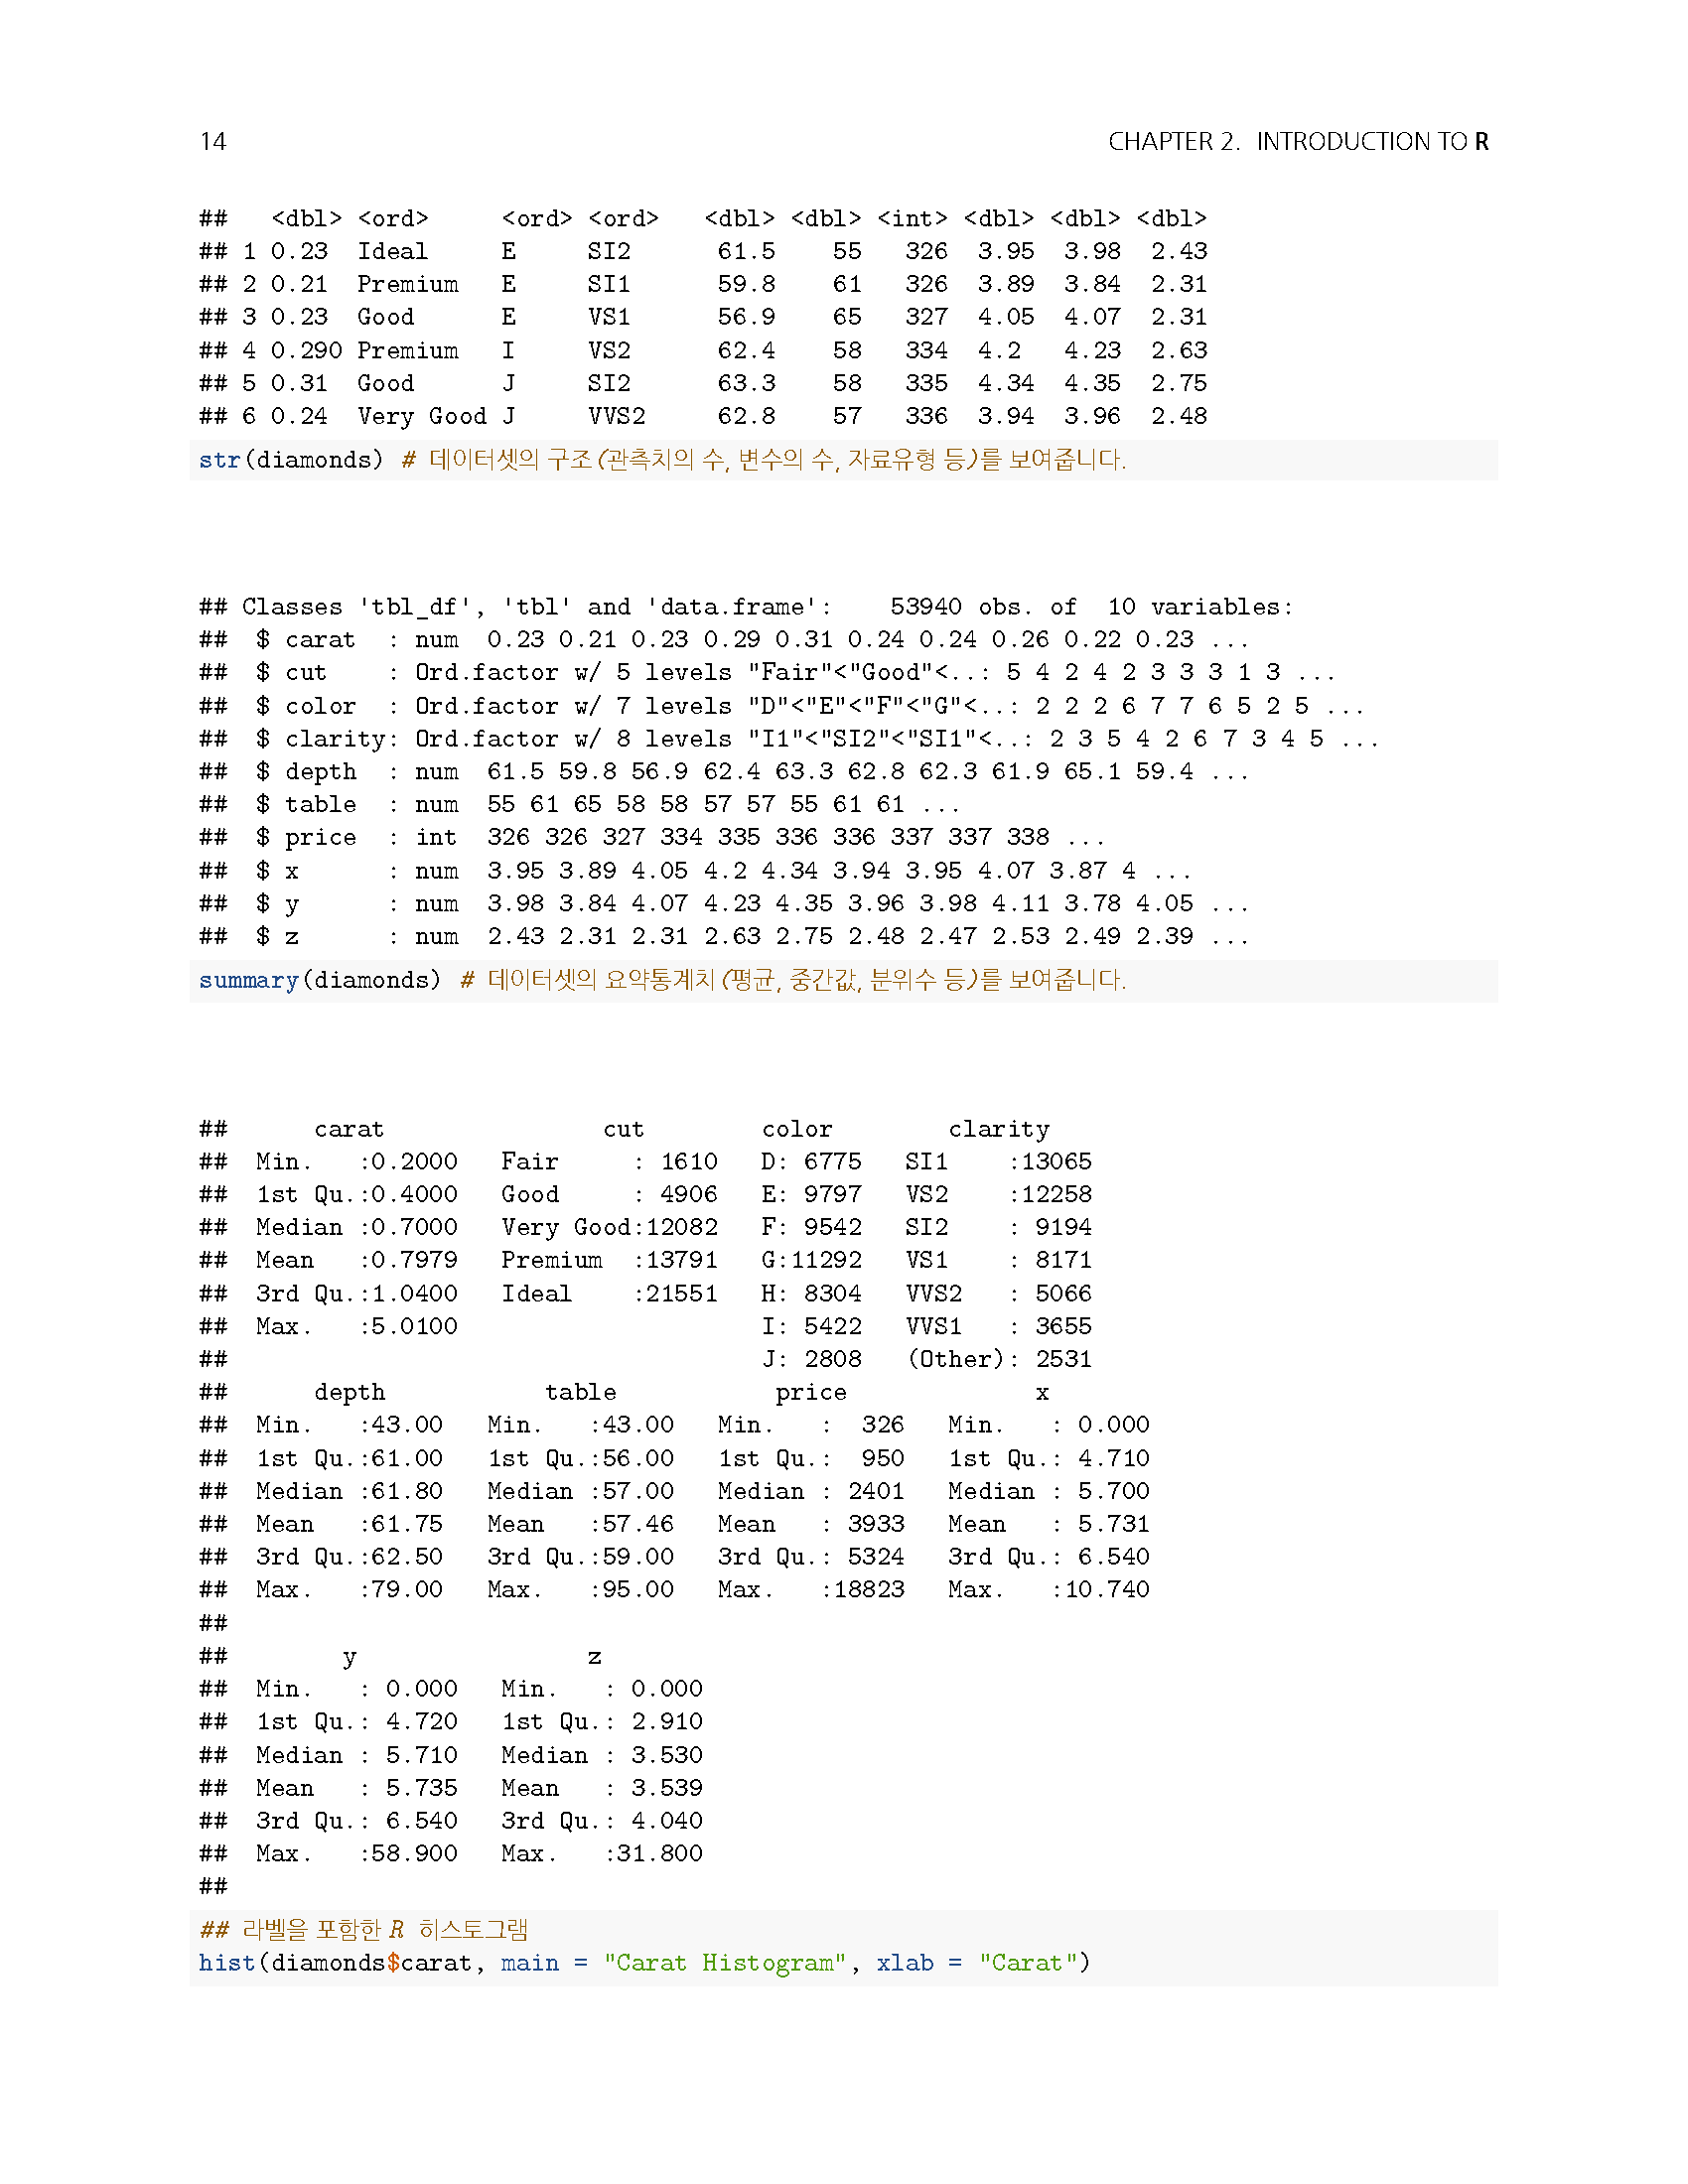 14 CHAPTER 2. INTRODUCTION TO R
##   <dbl> <ord>     <ord> <ord>   <dbl> <dbl> <int> <dbl> <dbl> <dbl>
## 1 0.23  Ideal     E     SI2      61.5    55   326  3.95  3.98  2.43
## 2 0.21  Premium   E     SI1      59.8    61   326  3.89  3.84  2.31
## 3 0.23  Good      E     VS1      56.9    65   327  4.05  4.07  2.31
## 4 0.290 Premium   I     VS2      62.4    58   334  4.2   4.23  2.63
## 5 0.31  Good      J     SI2      63.3    58   335  4.34  4.35  2.75
## 6 0.24  Very Good J     VVS2     62.8    57   336  3.94  3.96  2.48
str(diamonds) # 데이터셋의 구조(관측치의 수, 변수의 수, 자료유형 등)를 보여줍니다.
## Classes 'tbl_df', 'tbl' and 'data.frame':    53940 obs. of  10 variables:
##  $ carat  : num  0.23 0.21 0.23 0.29 0.31 0.24 0.24 0.26 0.22 0.23 ...
##  $ cut    : Ord.factor w/ 5 levels "Fair"<"Good"<..: 5 4 2 4 2 3 3 3 1 3 ...
##  $ color  : Ord.factor w/ 7 levels "D"<"E"<"F"<"G"<..: 2 2 2 6 7 7 6 5 2 5 ...
##  $ clarity: Ord.factor w/ 8 levels "I1"<"SI2"<"SI1"<..: 2 3 5 4 2 6 7 3 4 5 ...
##  $ depth  : num  61.5 59.8 56.9 62.4 63.3 62.8 62.3 61.9 65.1 59.4 ...
##  $ table  : num  55 61 65 58 58 57 57 55 61 61 ...
##  $ price  : int  326 326 327 334 335 336 336 337 337 338 ...
##  $ x      : num  3.95 3.89 4.05 4.2 4.34 3.94 3.95 4.07 3.87 4 ...
##  $ y      : num  3.98 3.84 4.07 4.23 4.35 3.96 3.98 4.11 3.78 4.05 ...
##  $ z      : num  2.43 2.31 2.31 2.63 2.75 2.48 2.47 2.53 2.49 2.39 ...
summary(diamonds) # 데이터셋의 요약통계치(평균, 중간값, 분위수 등)를 보여줍니다.
##      carat               cut        color        clarity
##  Min.   :0.2000   Fair     : 1610   D: 6775   SI1    :13065
##  1st Qu.:0.4000   Good     : 4906   E: 9797   VS2    :12258
##  Median :0.7000   Very Good:12082   F: 9542   SI2    : 9194
##  Mean   :0.7979   Premium  :13791   G:11292   VS1    : 8171
##  3rd Qu.:1.0400   Ideal    :21551   H: 8304   VVS2   : 5066
##  Max.   :5.0100                     I: 5422   VVS1   : 3655
##                                     J: 2808   (Other): 2531
##      depth           table           price             x
##  Min.   :43.00   Min.   :43.00   Min.   :  326   Min.   : 0.000
##  1st Qu.:61.00   1st Qu.:56.00   1st Qu.:  950   1st Qu.: 4.710
##  Median :61.80   Median :57.00   Median : 2401   Median : 5.700
##  Mean   :61.75   Mean   :57.46   Mean   : 3933   Mean   : 5.731
##  3rd Qu.:62.50   3rd Qu.:59.00   3rd Qu.: 5324   3rd Qu.: 6.540
##  Max.   :79.00   Max.   :95.00   Max.   :18823   Max.   :10.740
##
##        y                z
##  Min.   : 0.000   Min.   : 0.000
##  1st Qu.: 4.720   1st Qu.: 2.910
##  Median : 5.710   Median : 3.530
##  Mean   : 5.735   Mean   : 3.539
##  3rd Qu.: 6.540   3rd Qu.: 4.040
##  Max.   :58.900   Max.   :31.800
##
## 라벨을 포함한 R 히스토그램
hist(diamonds$carat, main = "Carat Histogram", xlab = "Carat")